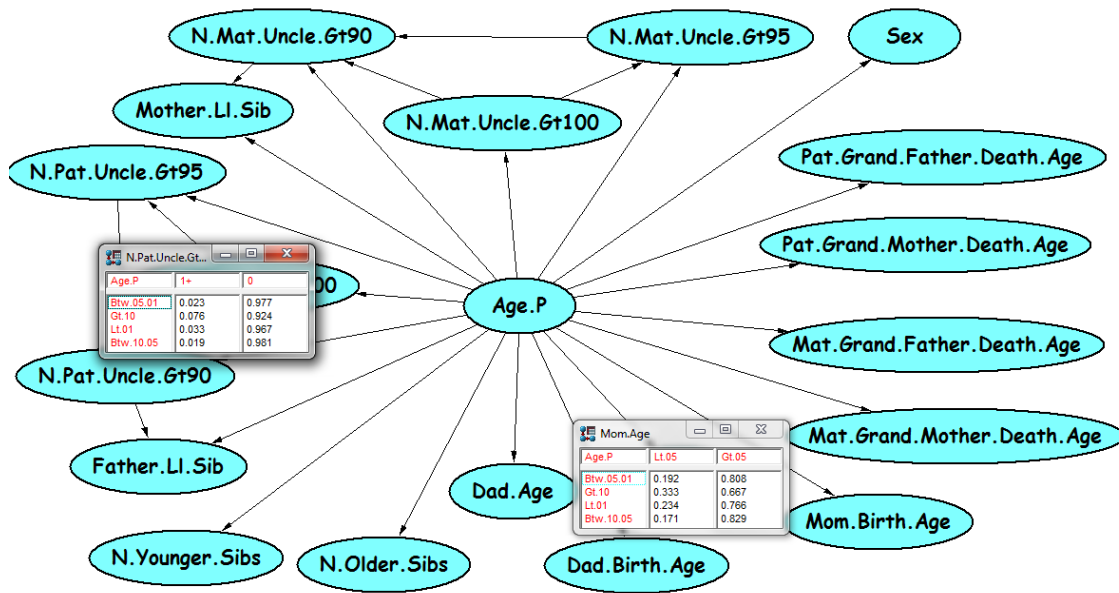 N.Mat.Uncle.Gt90
N.Mat.Uncle.Gt95
Sex
Mother.Ll.Sib
N.Mat.Uncle.Gt100
Pat.Grand.Father.Death.Age
N.Pat.Uncle.Gt95
Pat.Grand.Mother.Death.Age
N.Pat.Uncle.Gt...
Age.P 1+ 0
Btw.05.01 0.023 0.977
Gt.10 0.076 0.924
Lt.01 0.033 0.967
Btw.10.05 0.019 0.981
00
Age.P
Mat.Grand.Father.Death.Age
N.Pat.Uncle.Gt90
Mat.Grand.Mother.Death.Age
Mom.Age
Age.P Lt.05 Gt.05
Btw.05.01 0.192 0.808
Gt.10 0.333 0.667
Lt.01 0.234 0.766
Btw.10.05 0.171 0.829
Father.Ll.Sib
Dad.Age
Mom.Birth.Age
N.Younger.Sibs
N.Older.Sibs
Dad.Birth.Age